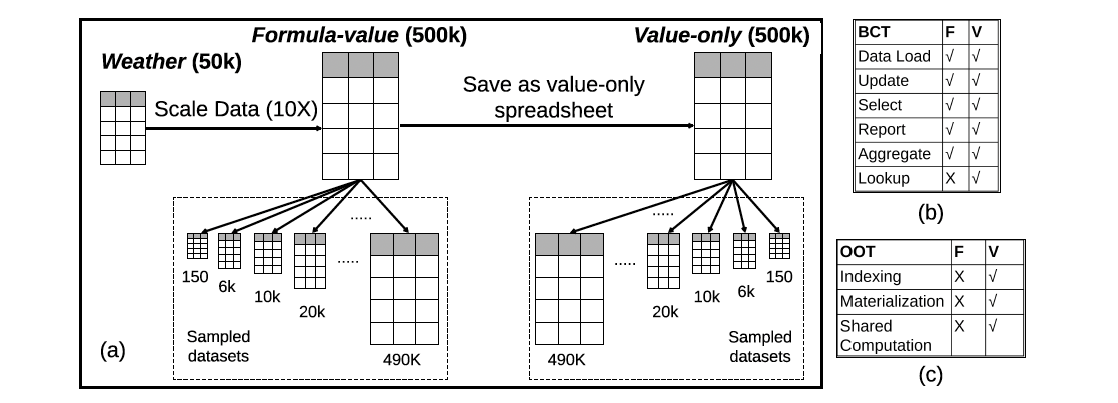 Formula-value (500k)
Value-only (500k)
Weather (50k)
Scale Data (10X)
Save as value-only
spreadsheet
.....
.....
150
6k
10k
20k
.....
490K
Sampled
datasets
(a)
490K
.....
20k
10k
6k
150
Sampled
datasets
BCT F V
Data Load √ √
Update √ √
Select √ √
Report √ √
Aggregate √ √
Lookup X √
(b)
OOT F V
Indexing X √
Materialization X √
Shared X √
Computation
(c)